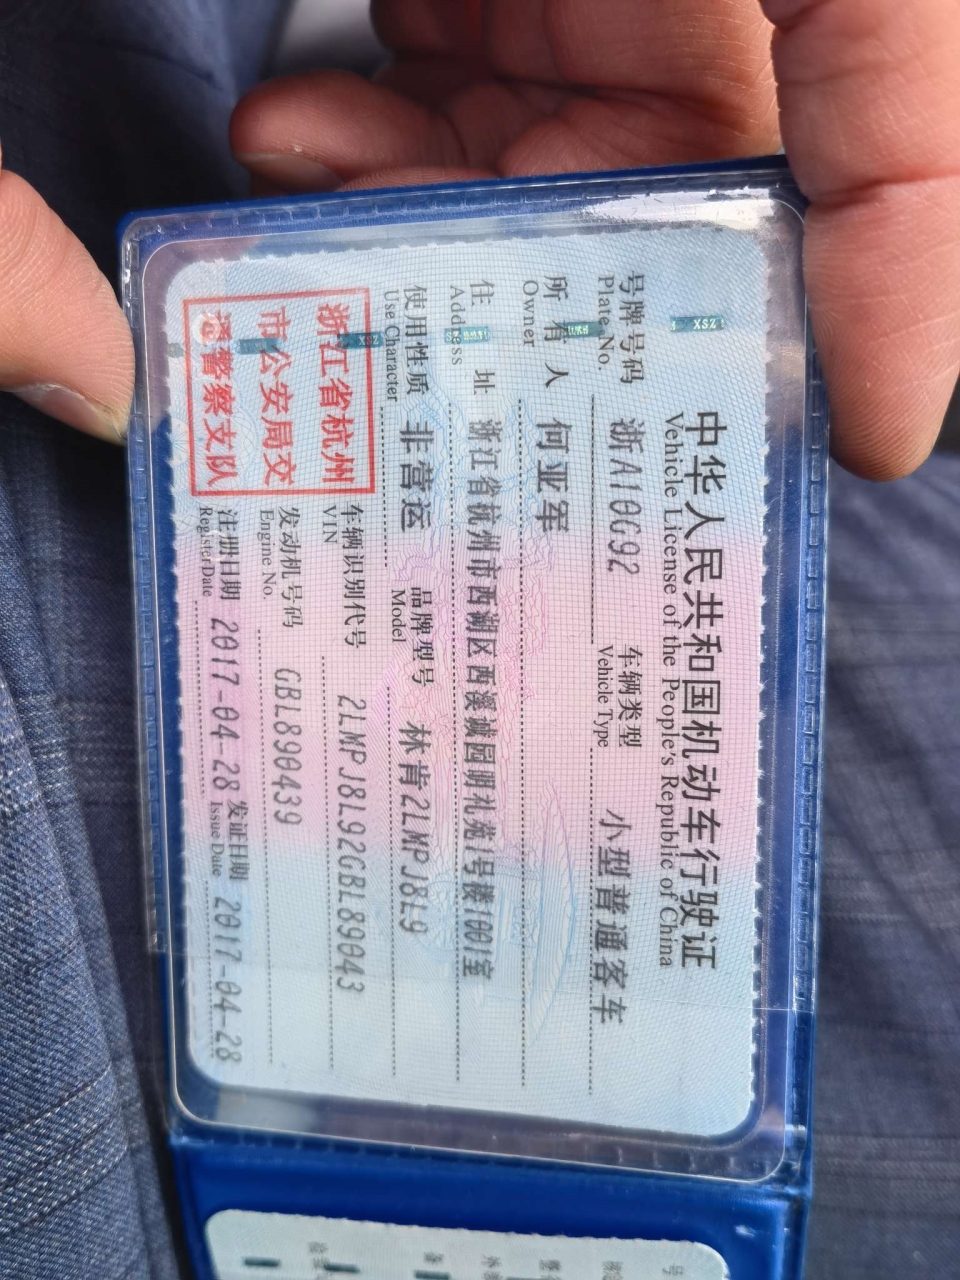 中华人民共和国机动车行驶证
Vehicle License of the People's Republic of China
号牌号码 浙A10G92 车辆类型 小型普通客车
Plate No. Vehicle Type
所有人 何亚军
Owner
住址 浙江省杭州市西湖区西溪诚园明礼苑1号楼1001室
Address
使用性质 非营运 品牌型号 林肯2LMPJ8L9
Use Character Model
浙江省杭州
市公安局交
通警察支队
车辆识别代号 2LMPJ8L92GBL89043
VIN
发动机号码 GBL890439
Engine No.
注册日期 2017-04-28 发证日期 2017-04-28
Register Date Issue Date